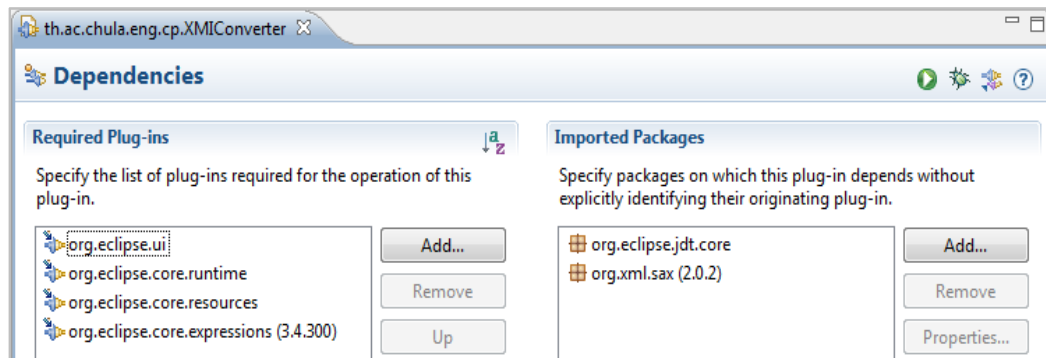 th.ac.chula.eng.cp.XMIConverter
Dependencies
Required Plug-ins
a
z
Specify the list of plug-ins required for the operation of this
plug-in.
org.eclipse.ui
org.eclipse.core.runtime
org.eclipse.core.resources
org.eclipse.core.expressions (3.4.300)
Add...
Remove
Up
Imported Packages
Specify packages on which this plug-in depends without
explicitly identifying their originating plug-in.
org.eclipse.jdt.core
org.xml.sax (2.0.2)
Add...
Remove
Properties...